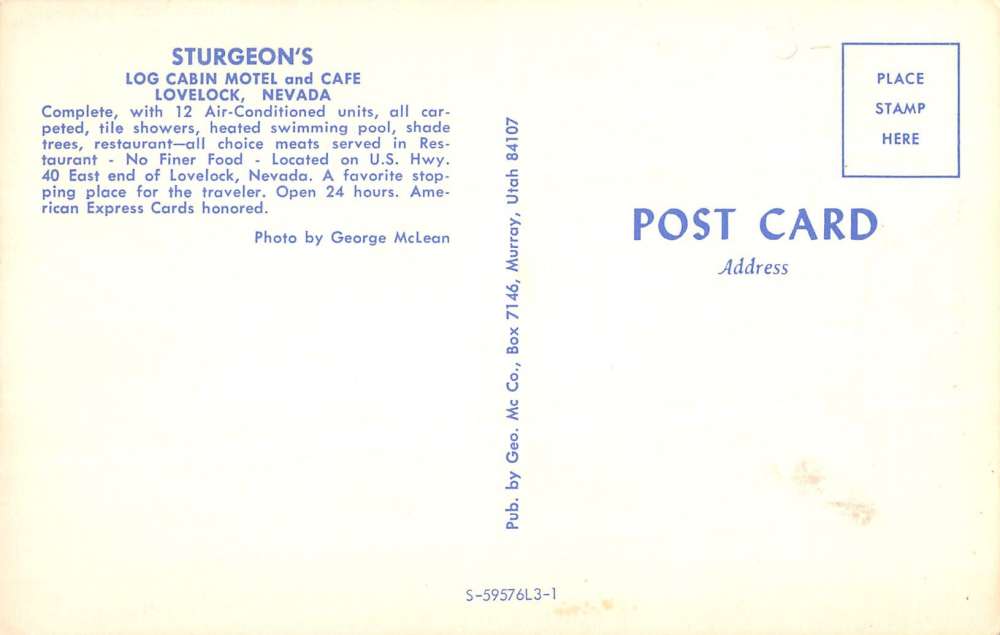 STURGEON'S
LOG CABIN MOTEL and CAFE
LOVELOCK, NEVADA
Complete, with 12 Air-Conditioned units, all car-
peted, tile showers, heated swimming pool, shade
trees, restaurant—all choice meats served in Res-
taurant - No Finer Food - Located on U.S. Hwy.
40 East end of Lovelock, Nevada. A favorite stop-
ping place for the traveler. Open 24 hours. Ame-
rican Express Cards honored.
Photo by George McLean
Pub. by Geo. Mc Co., Box 7146, Murray, Utah 84107
PLACE
STAMP
HERE
POST CARD
Address
S-59576L3-1